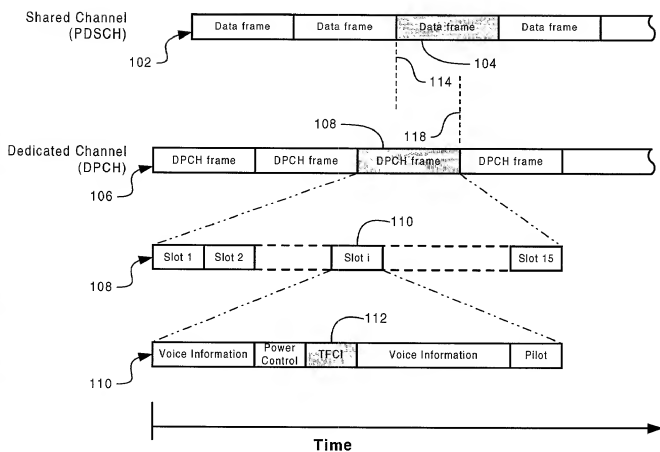 Shared Channel
(PDSCH)
102
Data frame Data frame Data frame Data frame
104
114
118
108
Dedicated Channel
(DPCH)
106
DPCH frame DPCH frame DPCH frame DPCH frame
110
Slot 1 Slot 2 Slot i Slot 15
108
112
Voice Information Power Control TFCI Voice Information Pilot
110
Time